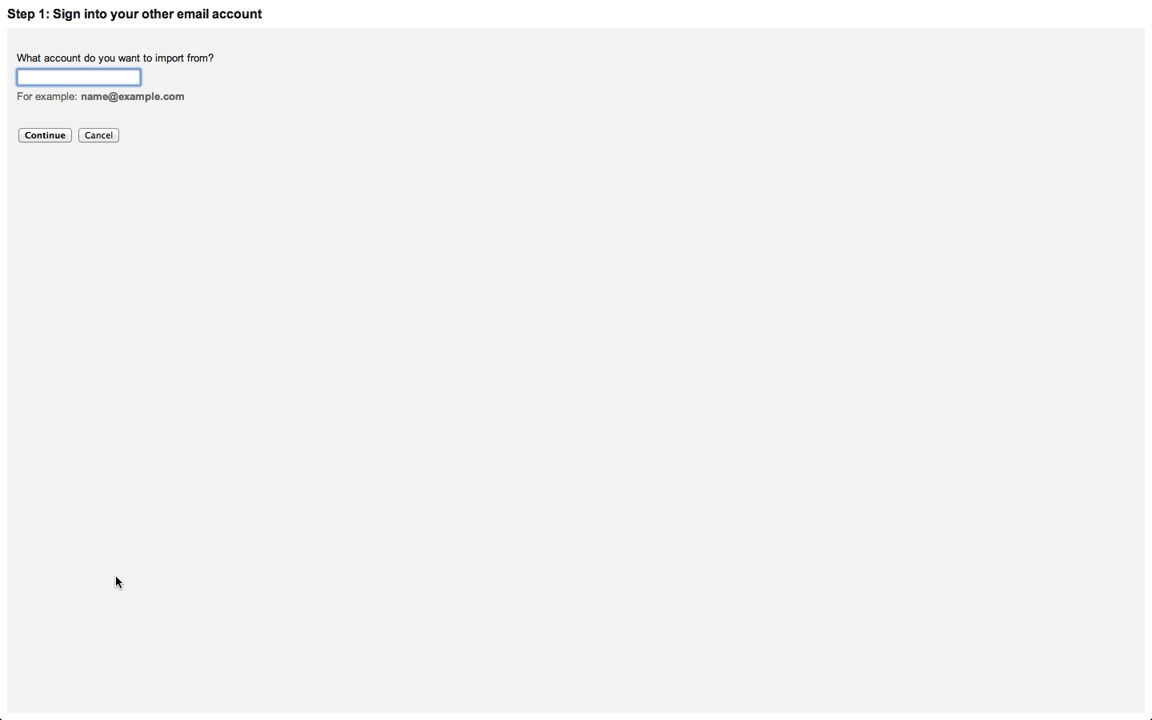 Step 1: Sign into your other email account
What account do you want to import from?
For example: name@example.com
Continue Cancel